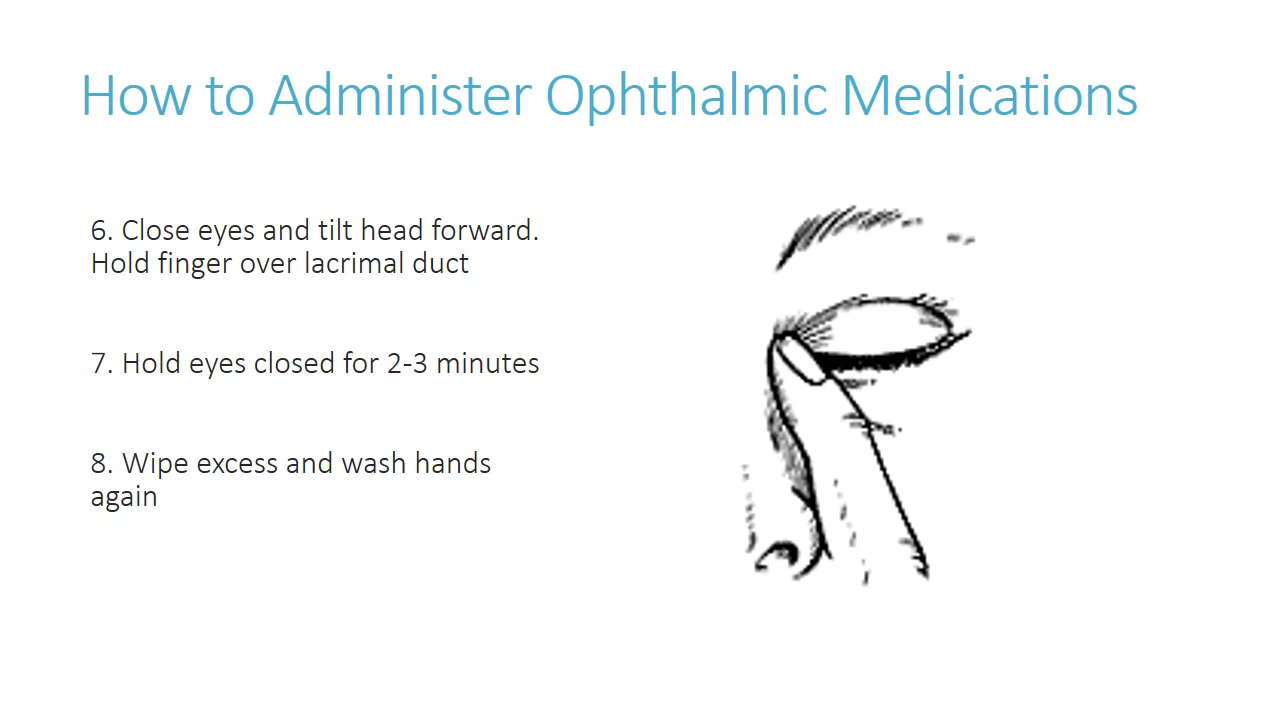 How to Administer Ophthalmic Medications
6. Close eyes and tilt head forward.
Hold finger over lacrimal duct
7. Hold eyes closed for 2-3 minutes
8. Wipe excess and wash hands
again